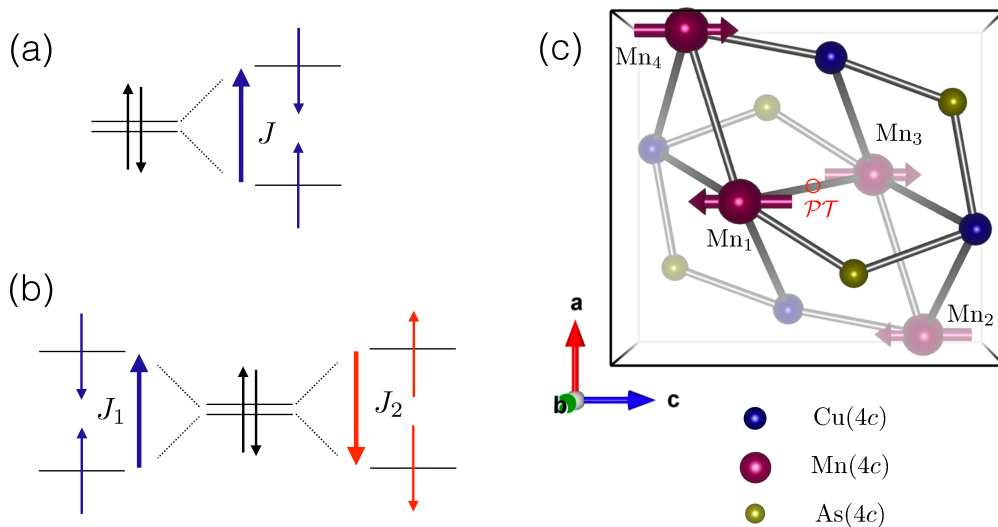 (a)
J
(b)
J₁
J₂
(c)
Mn₄
Mn₃
𝒫𝒯
Mn₁
Mn₂
a
b
c
Cu(4c)
Mn(4c)
As(4c)